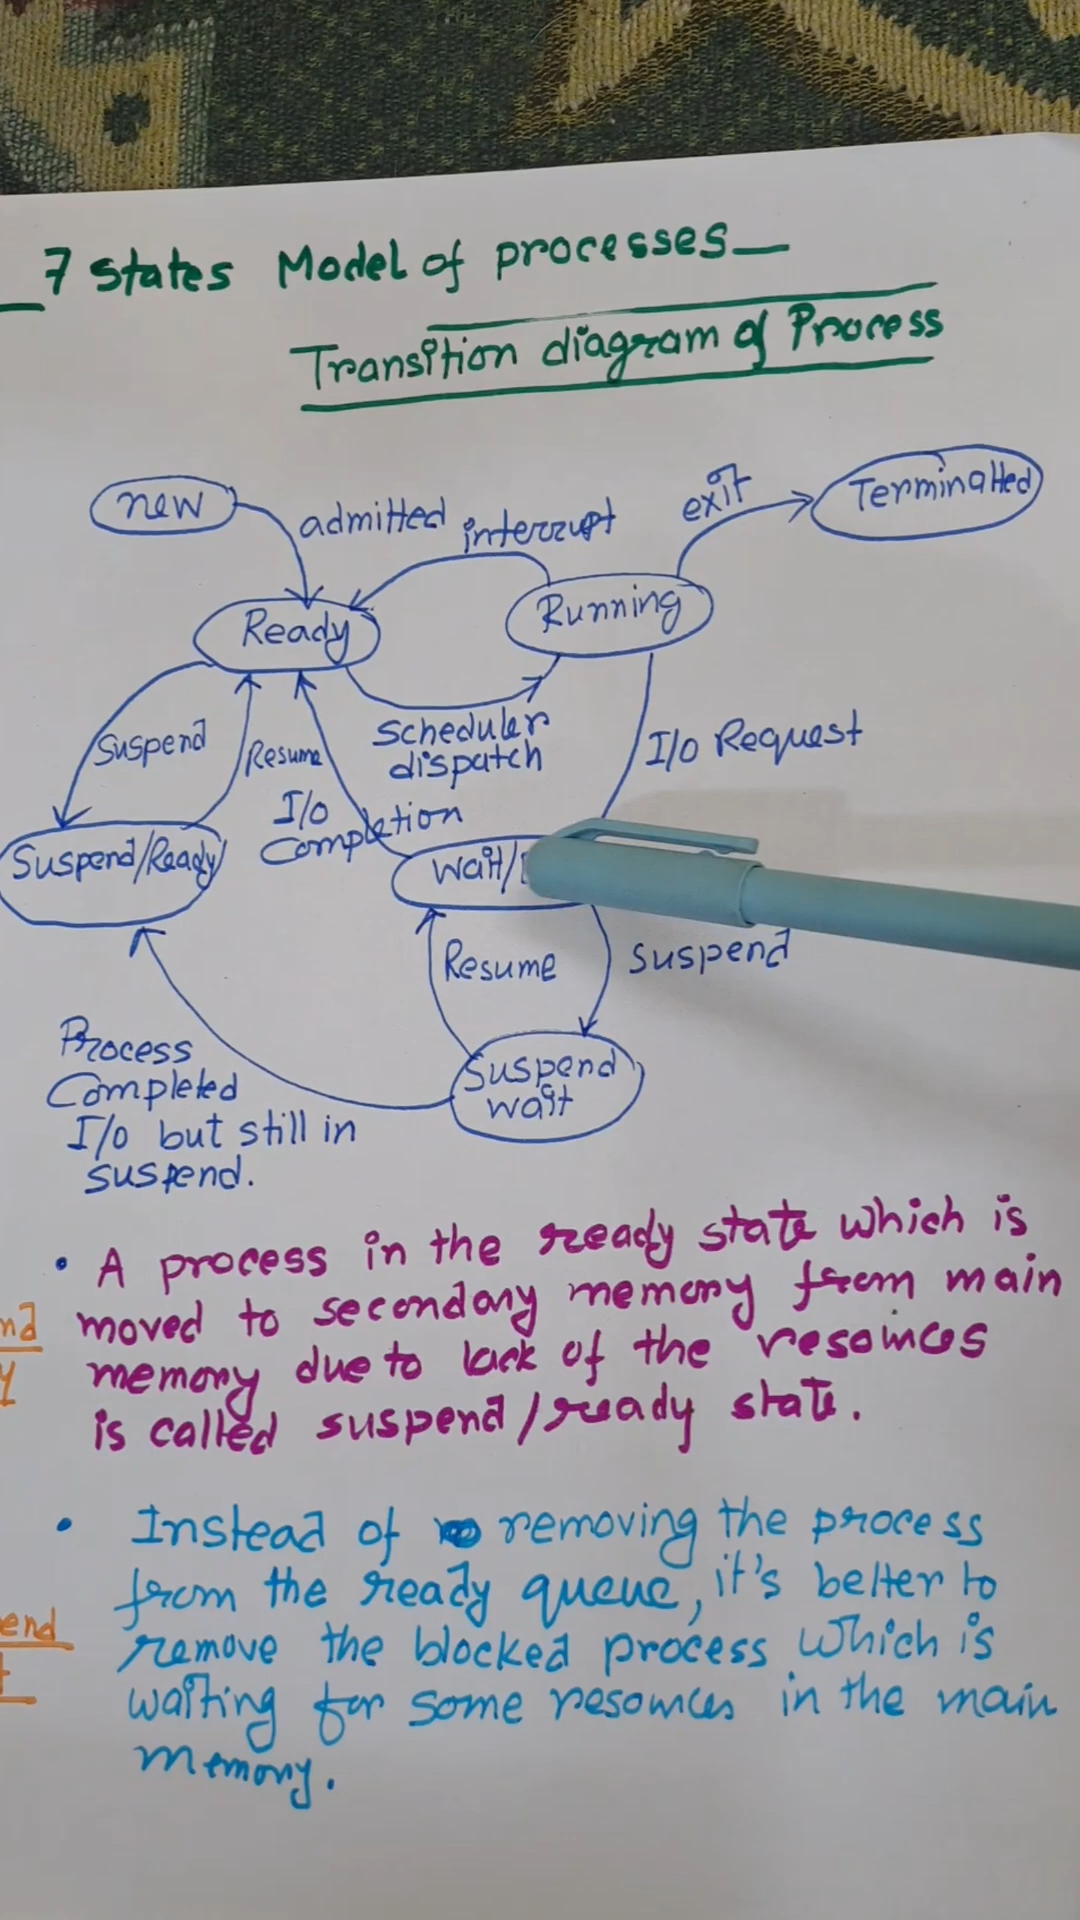 7 States Model of processes
Transition diagram of Process
new
admitted
interrupt
exit
Terminatted
Ready
Running
Suspend
Resume
Scheduler
dispatch
I/o Request
I/o
Completion
Suspend/Ready
wait/
Resume
suspend
Process
Completed
I/o but still in
suspend.
Suspend
wait
• A process in the ready state which is
moved to secondary memory from main
memory due to lack of the resources
is called suspend/ready state.
• Instead of removing the process
from the ready queue, it's better to
remove the blocked process which is
waiting for some resources in the main
memory.